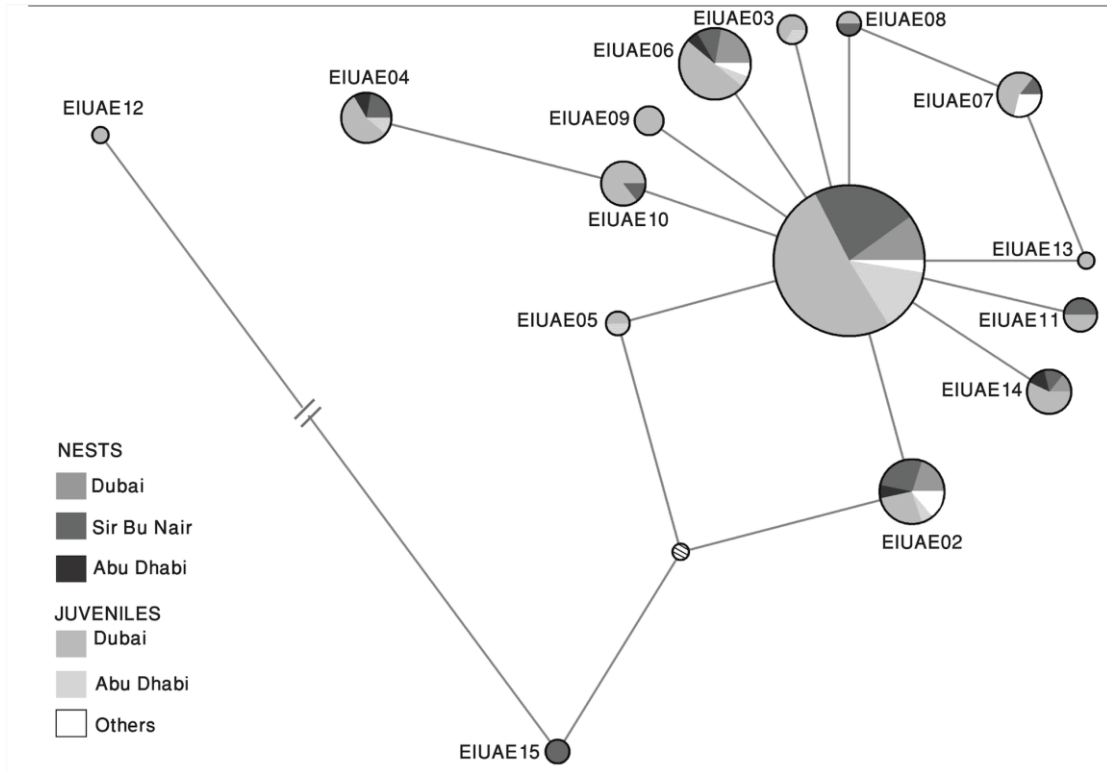 EIUAE03
EIUAE08
EIUAE06
EIUAE04
EIUAE07
EIUAE12
EIUAE09
EIUAE10
EIUAE13
EIUAE05
EIUAE11
EIUAE14
NESTS
Dubai
Sir Bu Nair
EIUAE02
Abu Dhabi
JUVENILES
Dubai
Abu Dhabi
Others
EIUAE15